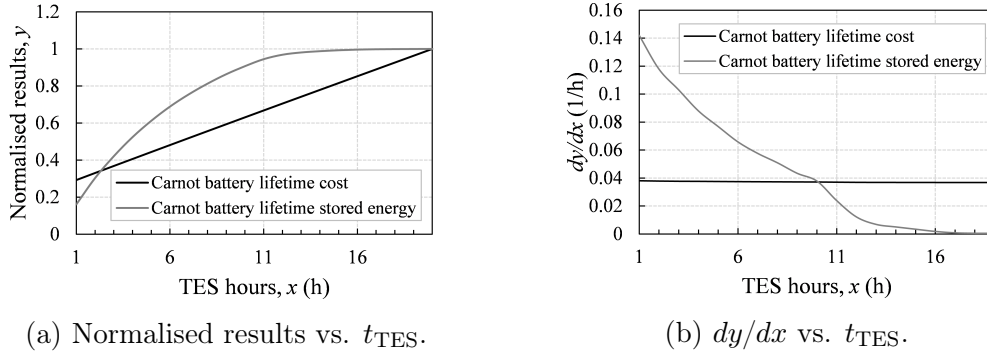 Normalised results, y
1.2
1
0.8
0.6
0.4
0.2
0
1 6 11 16
TES hours, x (h)
Carnot battery lifetime cost
Carnot battery lifetime stored energy
(a) Normalised results vs. t_TES.
dy/dx (1/h)
0.16
0.14
0.12
0.1
0.08
0.06
0.04
0.02
0
1 6 11 16
TES hours, x (h)
Carnot battery lifetime cost
Carnot battery lifetime stored energy
(b) dy/dx vs. t_TES.